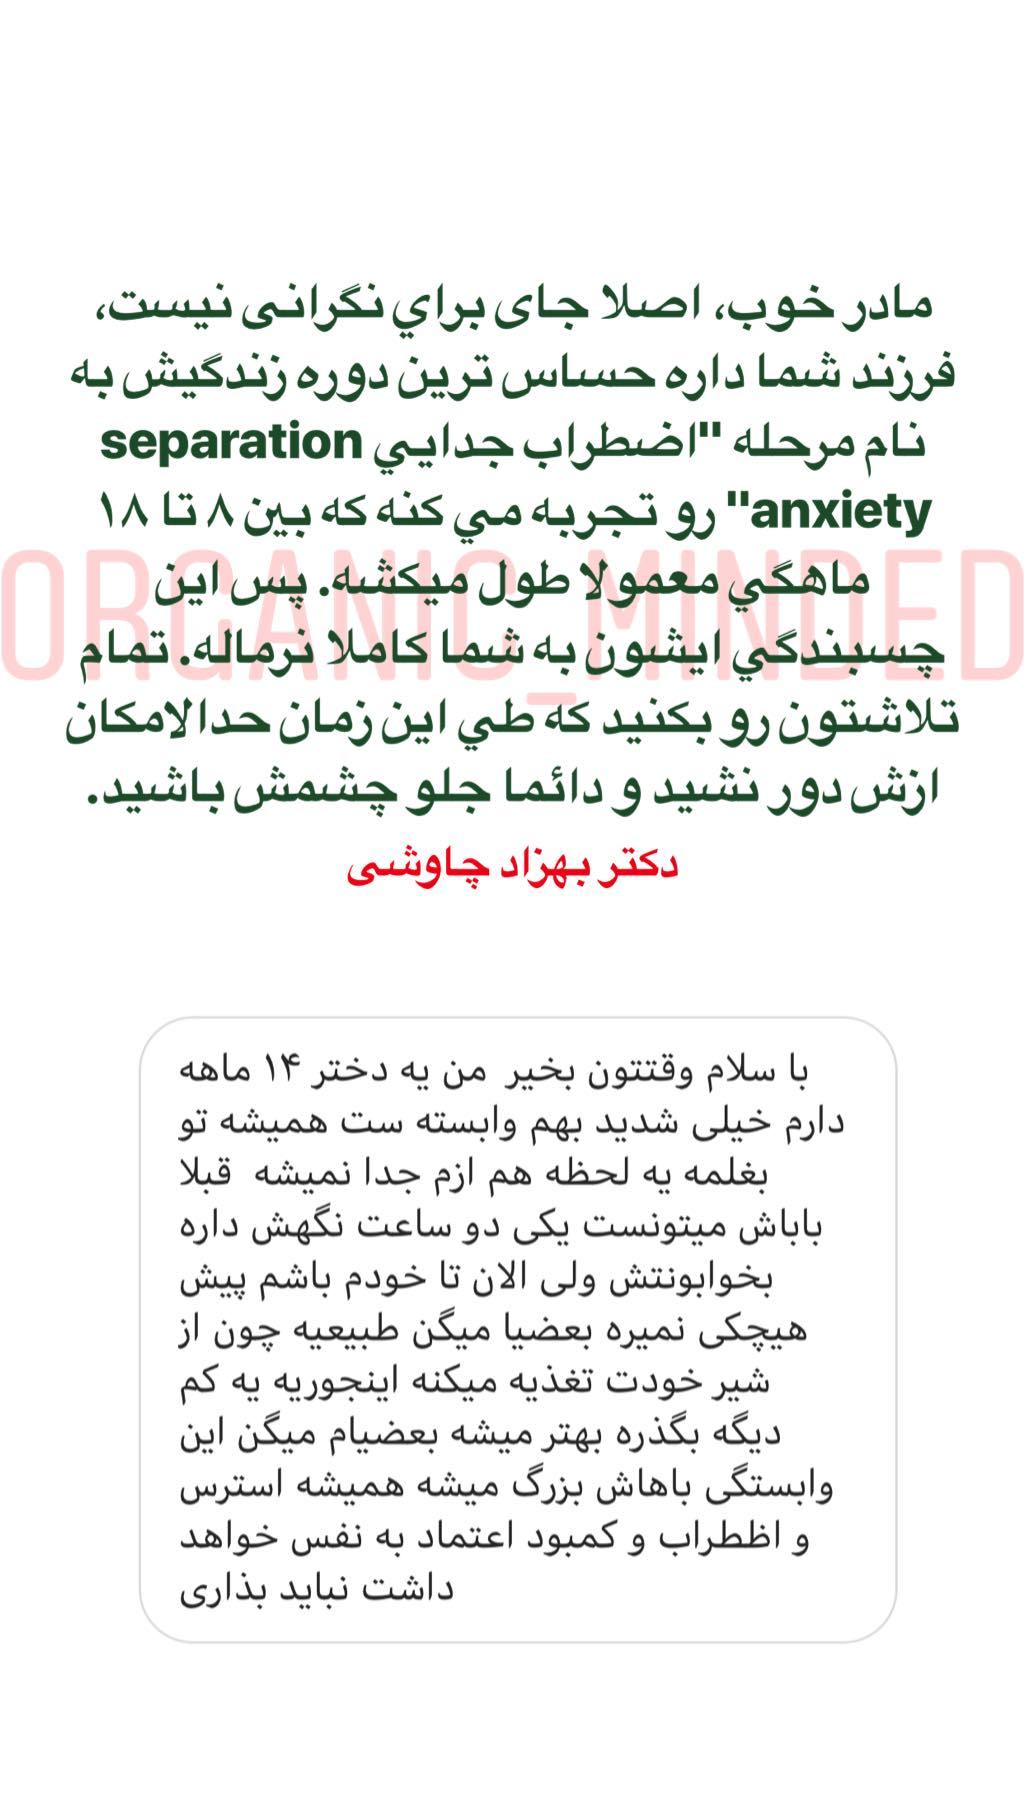 مادر خوب، اصلا جای براي نگرانی نیست،
فرزند شما داره حساس ترین دوره زندگیش به
نام مرحله "اضطراب جدايي separation
anxiety" رو تجربه مي کنه که بین ۸ تا ۱۸
ماهگي معمولا طول میکشه. پس این
چسبندگي ایشون به شما کاملا نرماله. تمام
تلاشتون رو بکنید که طي این زمان حدالامکان
ازش دور نشید و دائما جلو چشمش باشید.
ORGANIC_MINDED
دکتر بهزاد چاوشی
با سلام وقتتون بخیر من یه دختر ۱۴ ماهه
دارم خیلی شدید بهم وابسته ست همیشه تو
بغلمه یه لحظه هم ازم جدا نمیشه قبلا
باباش میتونست یکی دو ساعت نگهش داره
بخوابونتش ولی الان تا خودم باشم پیش
هیچکی نمیره بعضیا میگن طبیعیه چون از
شیر خودت تغذیه میکنه اینجوریه یه کم
دیگه بگذره بهتر میشه بعضیام میگن این
وابستگی باهاش بزرگ میشه همیشه استرس
و اظطراب و کمبود اعتماد به نفس خواهد
داشت نباید بذاری